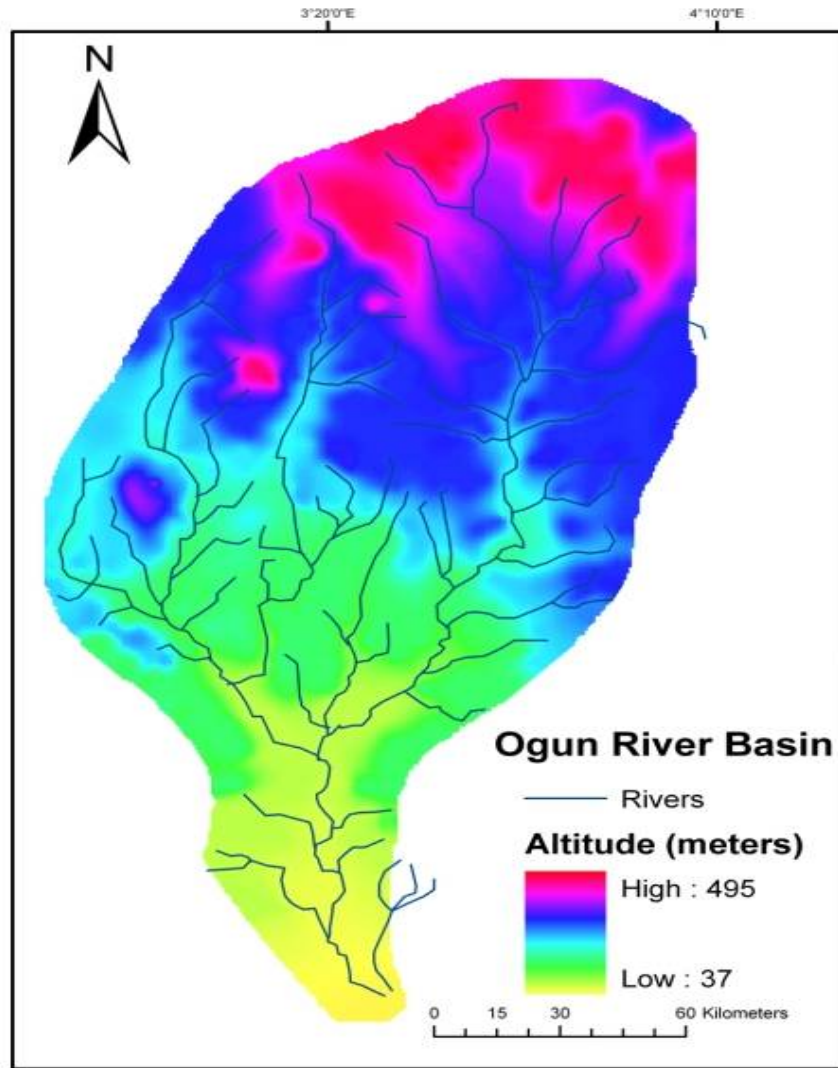 3°20'0"E 4°10'0"E
N
Ogun River Basin
Rivers
Altitude (meters)
High : 495
Low : 37
0 15 30 60 Kilometers